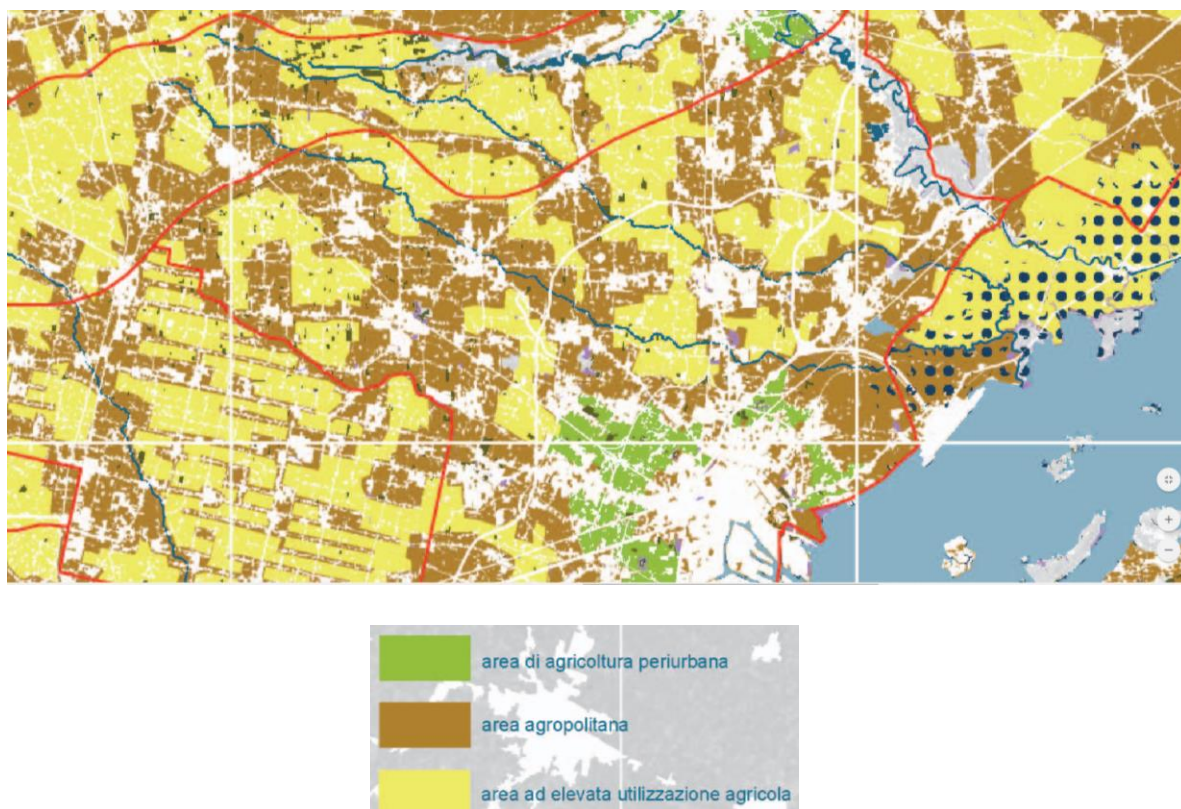 area di agricoltura periurbana
area agropolitana
area ad elevata utilizzazione agricola